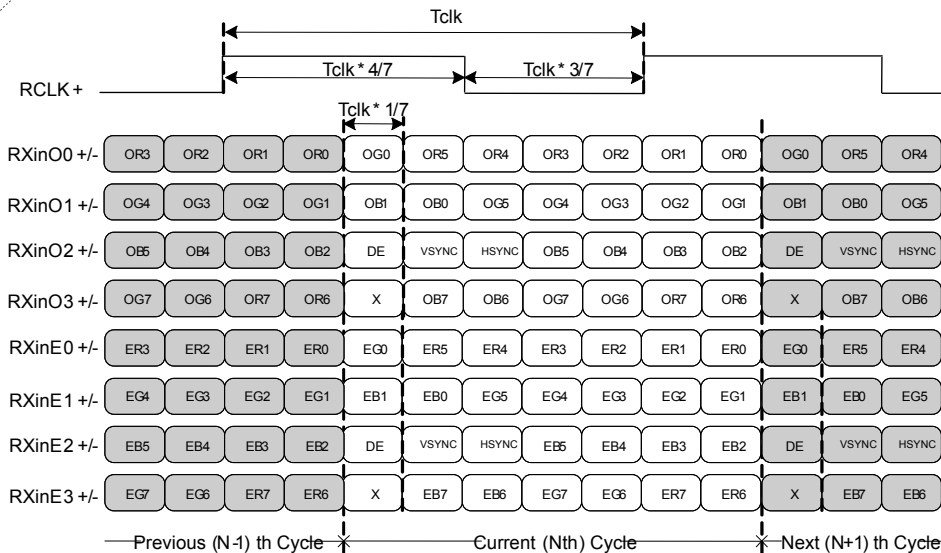 Tclk
Tclk * 4/7 Tclk * 3/7
RCLK +
Tclk * 1/7
RXinO0 +/- OR3 OR2 OR1 OR0 OG0 OR5 OR4 OR3 OR2 OR1 OR0 OG0 OR5 OR4
RXinO1 +/- OG4 OG3 OG2 OG1 OB1 OB0 OG5 OG4 OG3 OG2 OG1 OB1 OB0 OG5
RXinO2 +/- OB5 OB4 OB3 OB2 DE VSYNC HSYNC OB5 OB4 OB3 OB2 DE VSYNC HSYNC
RXinO3 +/- OG7 OG6 OR7 OR6 X OB7 OB6 OG7 OG6 OR7 OR6 X OB7 OB6
RXinE0 +/- ER3 ER2 ER1 ER0 EG0 ER5 ER4 ER3 ER2 ER1 ER0 EG0 ER5 ER4
RXinE1 +/- EG4 EG3 EG2 EG1 EB1 EB0 EG5 EG4 EG3 EG2 EG1 EB1 EB0 EG5
RXinE2 +/- EB5 EB4 EB3 EB2 DE VSYNC HSYNC EB5 EB4 EB3 EB2 DE VSYNC HSYNC
RXinE3 +/- EG7 EG6 ER7 ER6 X EB7 EB6 EG7 EG6 ER7 ER6 X EB7 EB6
Previous (N-1) th Cycle Current (Nth) Cycle Next (N+1) th Cycle